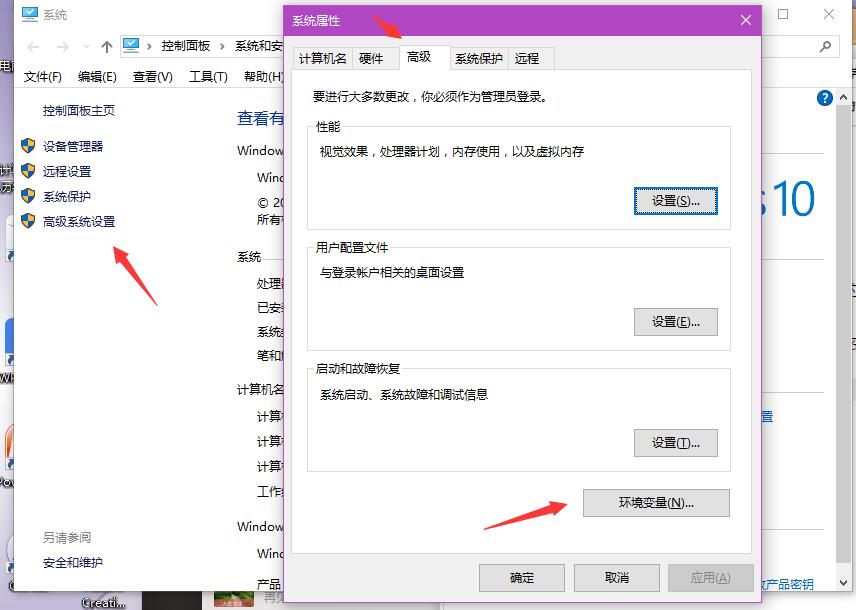 系统
控制面板
系统和安
文件(F)
编辑(E)
查看(V)
工具(T)
帮助(H)
控制面板主页
设备管理器
远程设置
系统保护
高级系统设置
另请参阅
安全和维护
查看有
Window
Win
© 20
所有
系统
处理
已安
系统
笔和
计算机名
计算
计算
计算
工作
Window
Win
产品
系统属性
计算机名
硬件
高级
系统保护
远程
要进行大多数更改，你必须作为管理员登录。
性能
视觉效果，处理器计划，内存使用，以及虚拟内存
设置(S)...
用户配置文件
与登录帐户相关的桌面设置
设置(E)...
启动和故障恢复
系统启动、系统故障和调试信息
设置(T)...
环境变量(N)...
确定
取消
应用(A)
?
s 10
置
改产品密钥
Creati...